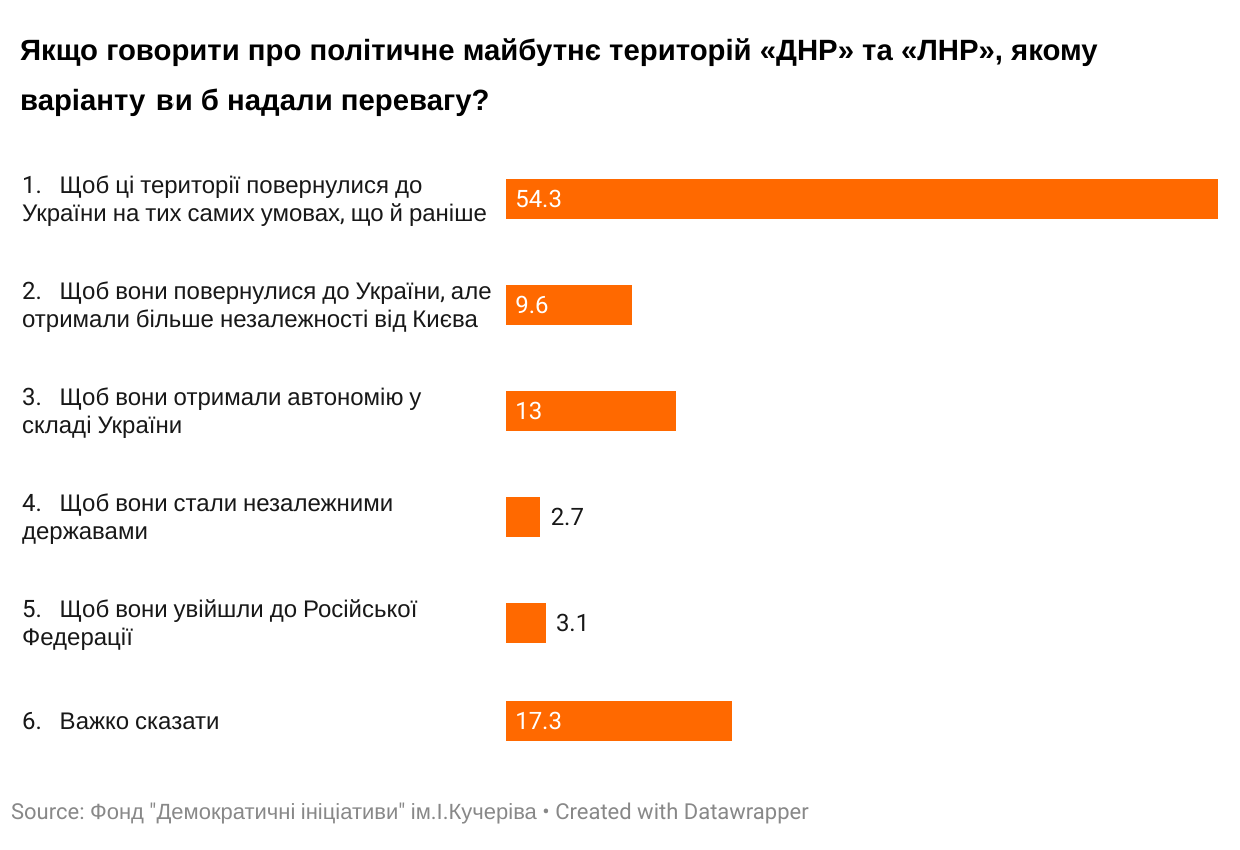 Якщо говорити про політичне майбутнє територій «ДНР» та «ЛНР», якому
варіанту ви б надали перевагу?
1. Щоб ці території повернулися до
України на тих самих умовах, що й раніше
54.3
2. Щоб вони повернулися до України, але
отримали більше незалежності від Києва
9.6
3. Щоб вони отримали автономію у
складі України
13
4. Щоб вони стали незалежними
державами
2.7
5. Щоб вони увійшли до Російської
Федерації
3.1
6. Важко сказати
17.3
Source: Фонд "Демократичні ініціативи" ім.І.Кучеріва • Created with Datawrapper